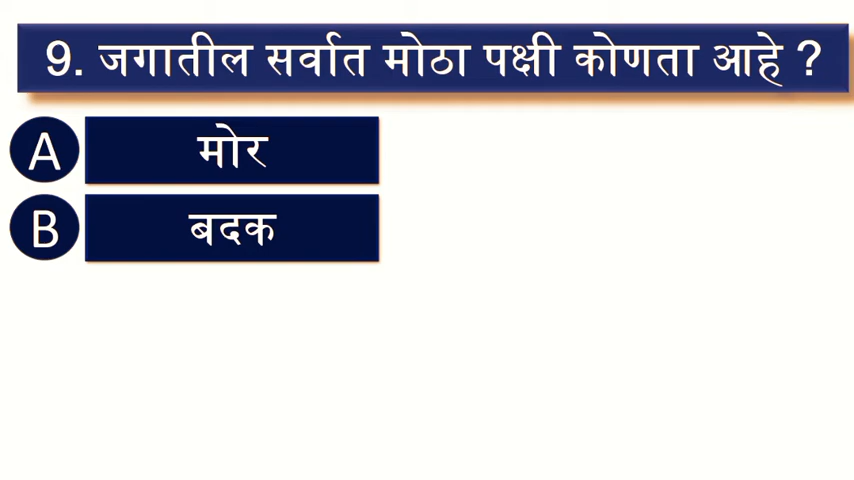 9. जगातील सर्वात मोठा पक्षी कोणता आहे ?
A मोर
B बदक